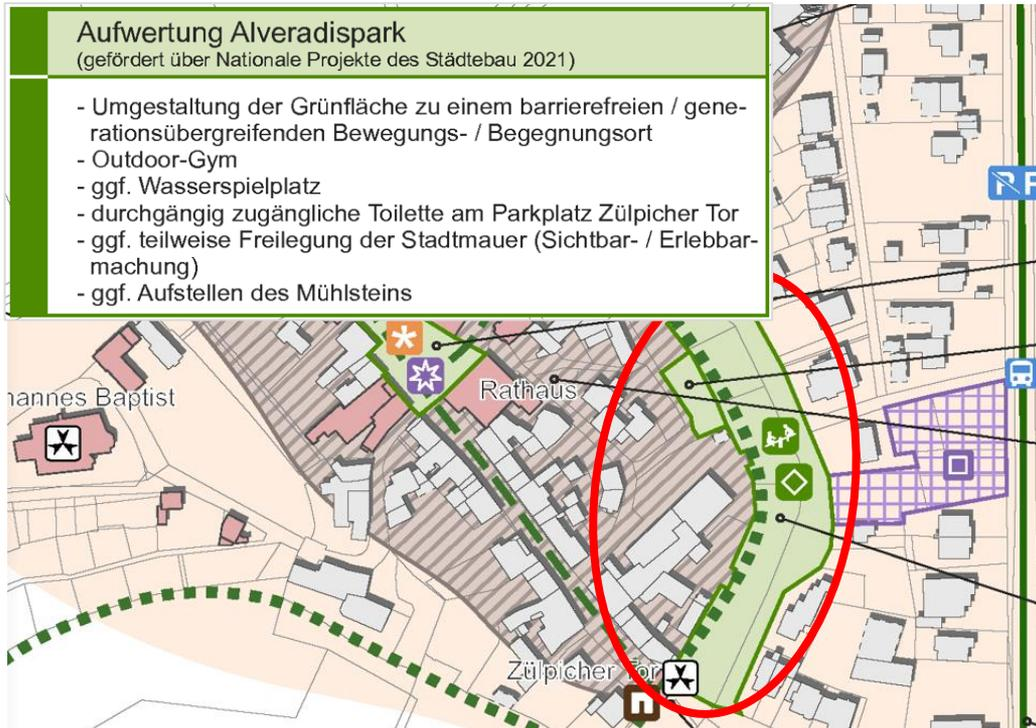 Aufwertung Alveradispark
(gefördert über Nationale Projekte des Städtebau 2021)
- Umgestaltung der Grünfläche zu einem barrierefreien / gene-
rationsübergreifenden Bewegungs- / Begegnungsort
- Outdoor-Gym
- ggf. Wasserspielplatz
- durchgängig zugängliche Toilette am Parkplatz Zülpicher Tor
- ggf. teilweise Freilegung der Stadtmauer (Sichtbar- / Erlebbar-
machung)
- ggf. Aufstellen des Mühlsteins
P
hannes Baptist
Rathaus
Zülpicher Tor